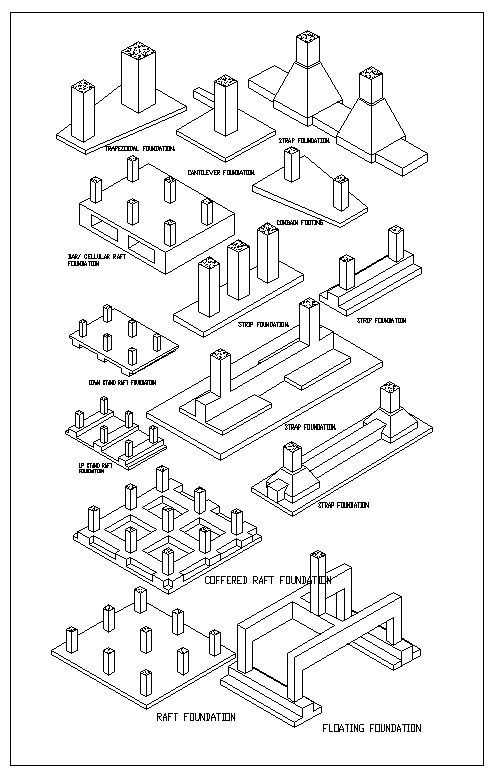 TRAPEZOIDAL FOUNDATION.
CANTILEVER FOUNDATION.
STRAP FOUNDATION.
COMBAIN FOOTING
BAR/ CELLULAR RAFT
FOUNDATION
STRIP FOUNDATION.
STRIP FOUNDATION
DOWN STAND RAFT FOUNDATION
STRAP FOUNDATION.
UP STAND RAFT
FOUNDATION
STRAP FOUNDATION
COFFERED RAFT FOUNDATION
RAFT FOUNDATION
FLOATING FOUNDATION